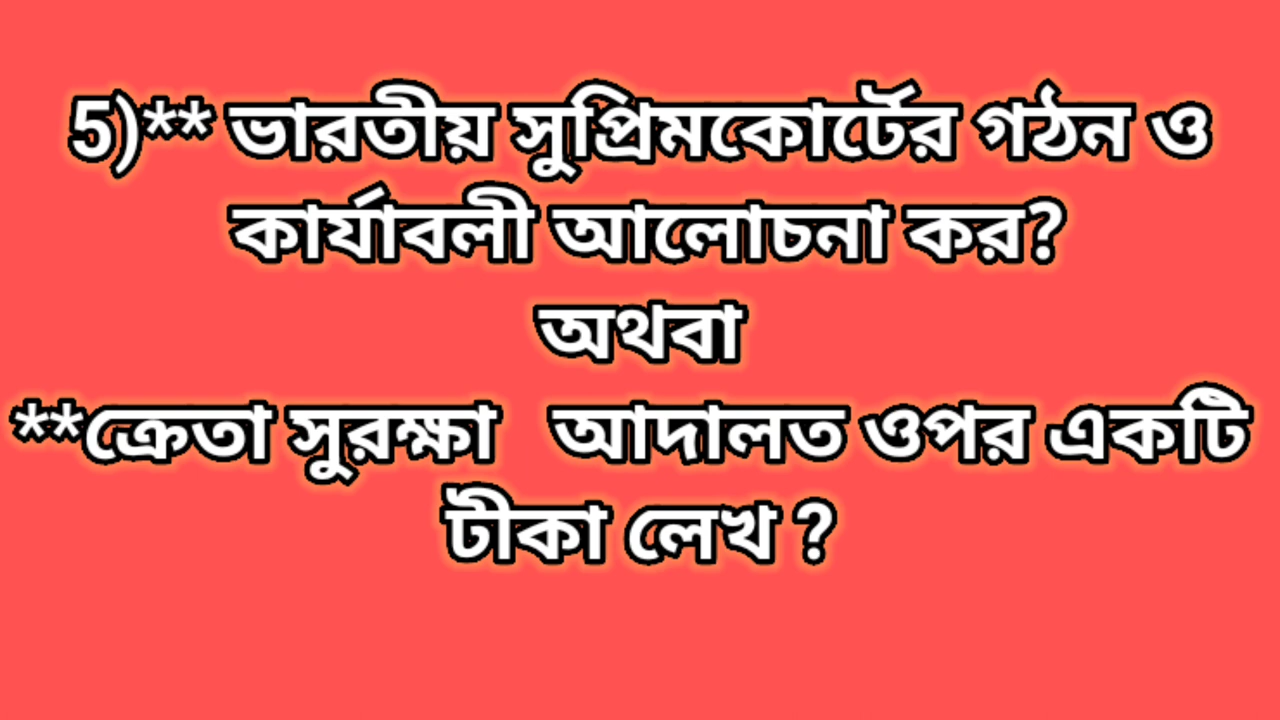 5)** ভারতীয় সুপ্রিমকোর্টের গঠন ও
কার্যাবলী আলোচনা কর?
অথবা
**ক্রেতা সুরক্ষা আদালত ওপর একটি
টীকা লেখ ?